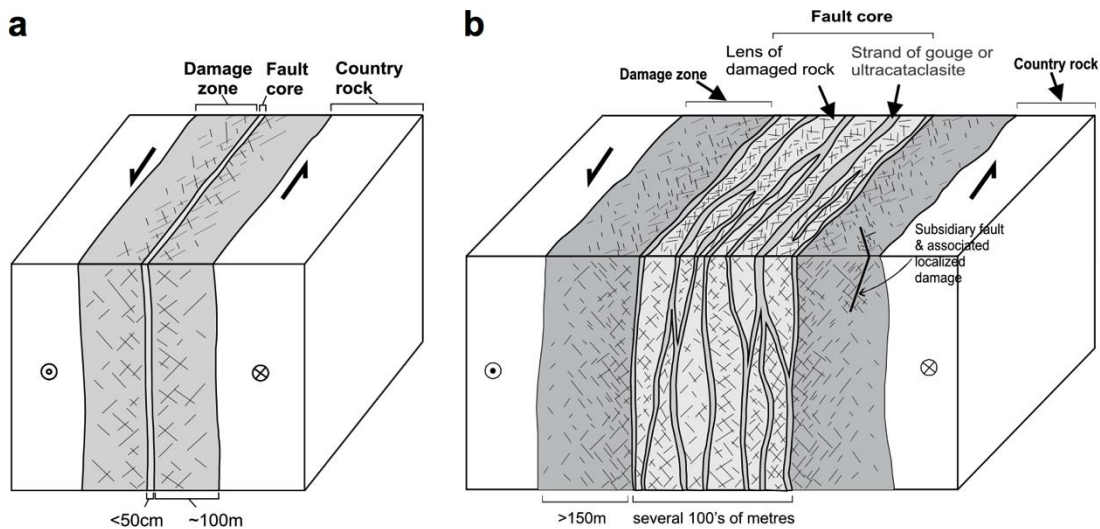 a
Damage
zone
Fault
core
Country
rock
<50cm
~100m
b
Fault core
Lens of
damaged rock
Strand of gouge or
ultracataclasite
Damage zone
Country rock
Subsidiary fault
& associated
localized
damage
>150m
several 100's of metres